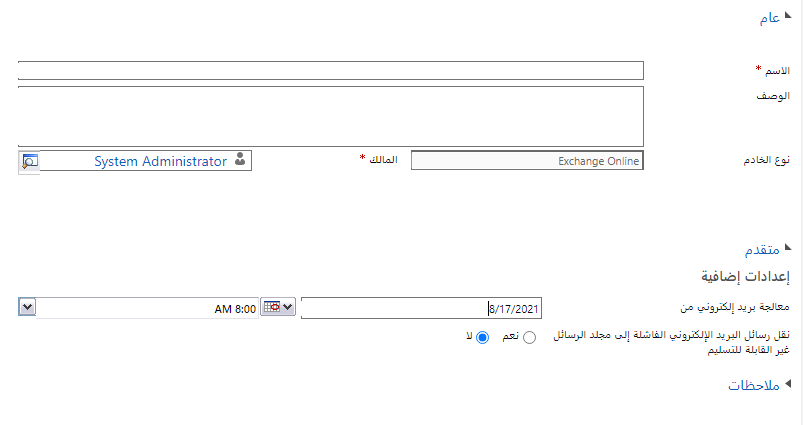 عام
الاسم *
الوصف
نوع الخادم Exchange Online المالك * System Administrator
متقدم
إعدادات إضافية
معالجة بريد إلكتروني من 8/17/2021 8:00 AM
نقل رسائل البريد الإلكتروني الفاشلة إلى مجلد الرسائل نعم لا
غير القابلة للتسليم
ملاحظات